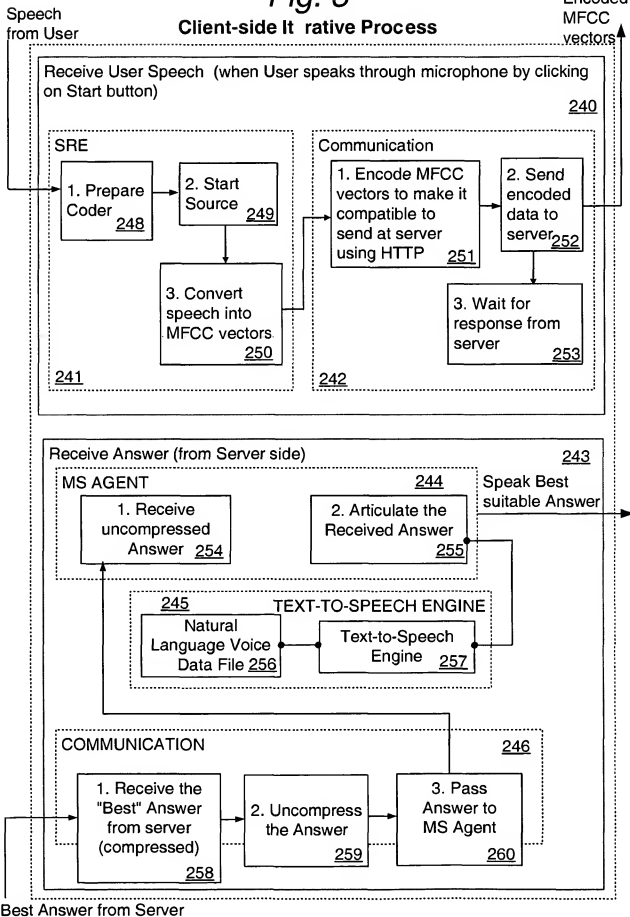 Speech
from User
Client-side It rative Process
MFCC
vectors
Receive User Speech (when User speaks through microphone by clicking
on Start button)
240
SRE
1. Prepare
Coder
248
2. Start
Source
249
3. Convert
speech into
MFCC vectors
250
241
Communication
1. Encode MFCC
vectors to make it
compatible to
send at server
using HTTP
251
2. Send
encoded
data to
server
252
3. Wait for
response from
server
253
242
Receive Answer (from Server side)
243
MS AGENT
244
1. Receive
uncompressed
Answer
254
2. Articulate the
Received Answer
255
Speak Best
suitable Answer
245
TEXT-TO-SPEECH ENGINE
Natural
Language Voice
Data File
256
Text-to-Speech
Engine
257
COMMUNICATION
246
1. Receive the
"Best" Answer
from server
(compressed)
258
2. Uncompress
the Answer
259
3. Pass
Answer to
MS Agent
260
Best Answer from Server